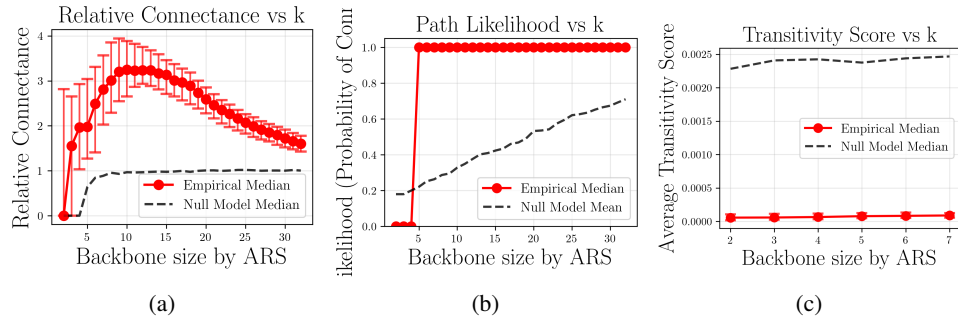 Relative Connectance vs k
Relative Connectance
4
3
2
1
0
5
10
15
20
25
30
Empirical Median
Null Model Median
Backbone size by ARS
(a)
Path Likelihood vs k
ikelihood (Probability of Con
1.0
0.8
0.6
0.4
0.2
0.0
5
10
15
20
25
30
Empirical Median
Null Model Mean
Backbone size by ARS
(b)
Transitivity Score vs k
Average Transitivity Score
0.0025
0.0020
0.0015
0.0010
0.0005
0.0000
2
3
4
5
6
7
Empirical Median
Null Model Median
Backbone size by ARS
(c)